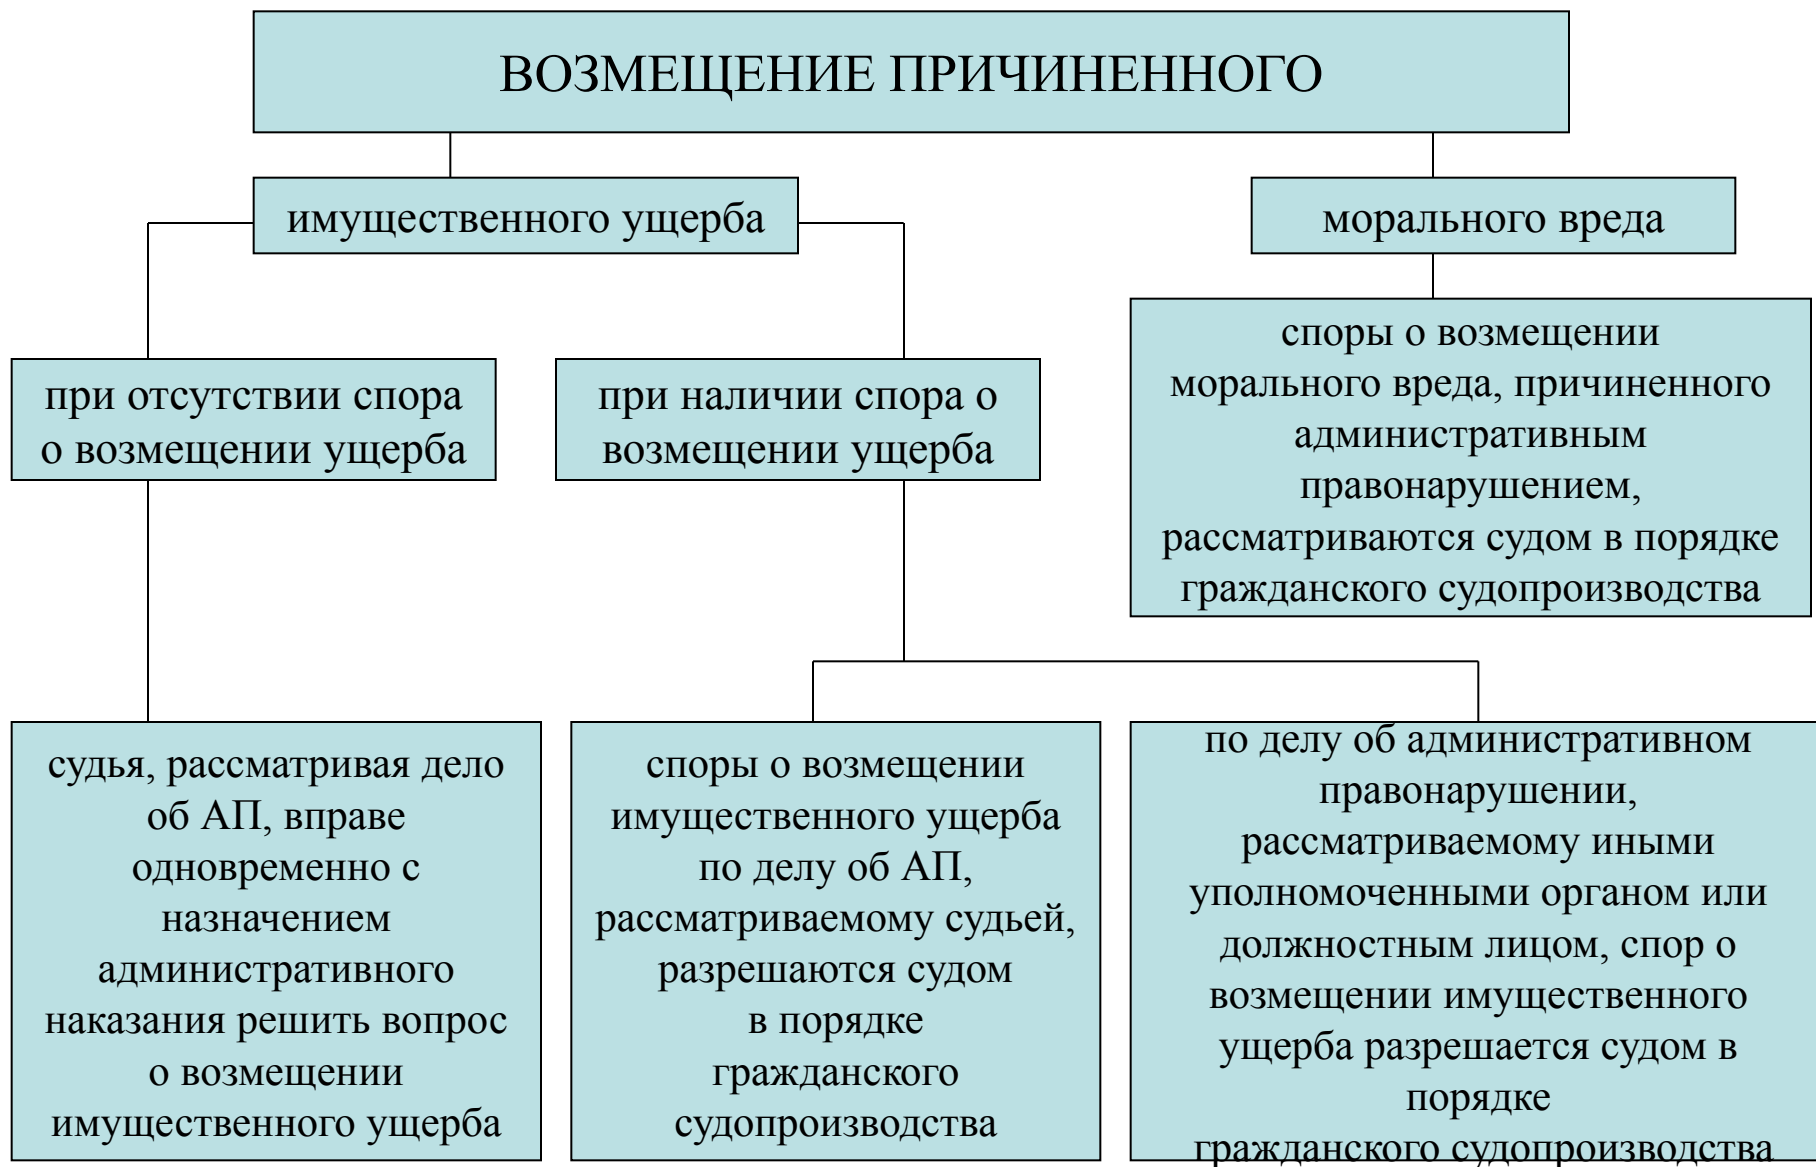 ВОЗМЕЩЕНИЕ ПРИЧИНЕННОГО
имущественного ущерба
морального вреда
при отсутствии спора
о возмещении ущерба
при наличии спора о
возмещении ущерба
споры о возмещении
морального вреда, причиненного
административным
правонарушением,
рассматриваются судом в порядке
гражданского судопроизводства
судья, рассматривая дело
об АП, вправе
одновременно с
назначением
административного
наказания решить вопрос
о возмещении
имущественного ущерба
споры о возмещении
имущественного ущерба
по делу об АП,
рассматриваемому судьей,
разрешаются судом
в порядке
гражданского
судопроизводства
по делу об административном
правонарушении,
рассматриваемому иными
уполномоченными органом или
должностным лицом, спор о
возмещении имущественного
ущерба разрешается судом в
порядке
гражданского судопроизводства